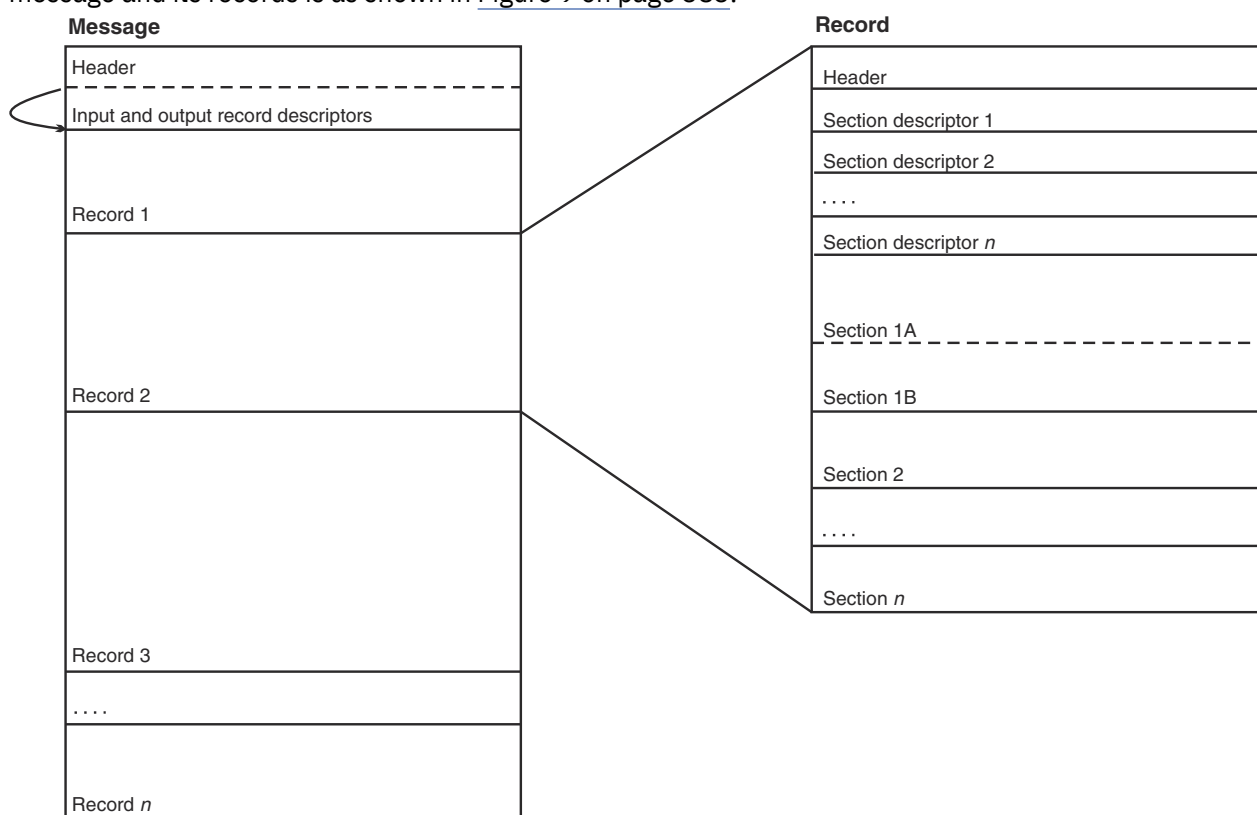 message and its records is as shown in Figure 9 on page 388.
Message
Header
Input and output record descriptors
Record 1
Record 2
Record 3
....
Record n
Record
Header
Section descriptor 1
Section descriptor 2
....
Section descriptor n
Section 1A
Section 1B
Section 2
....
Section n